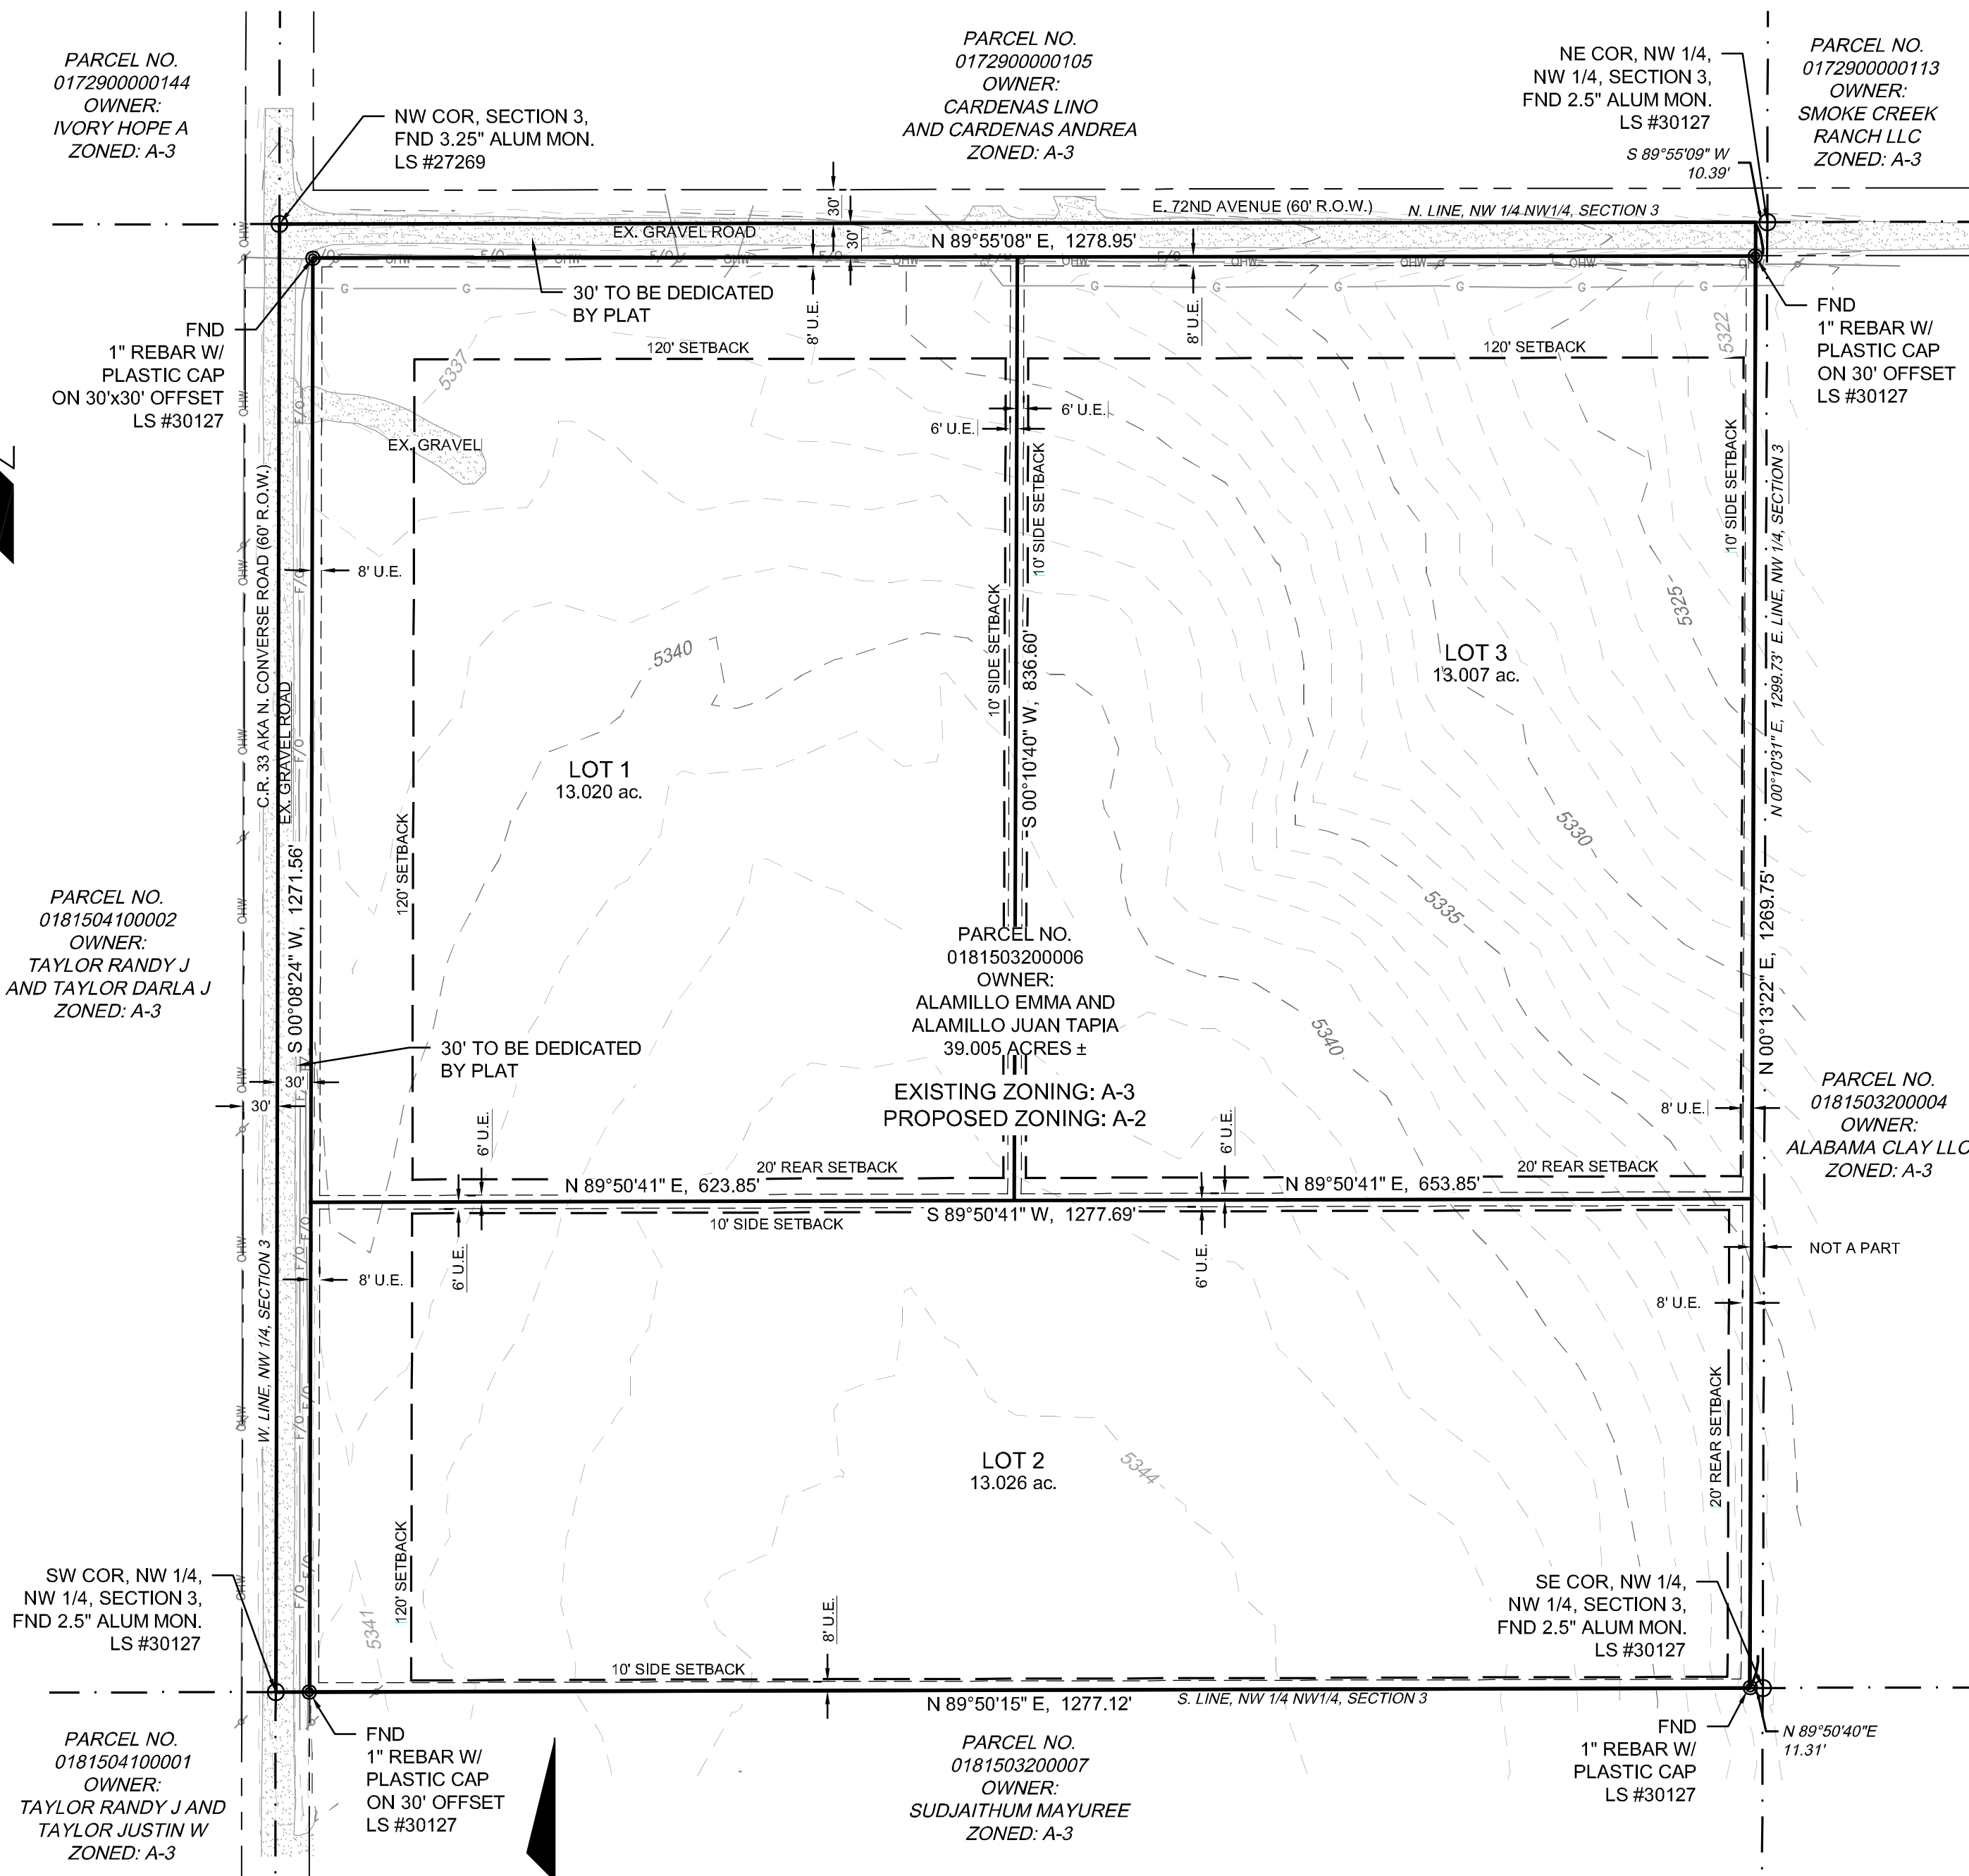 PARCEL NO.
0172900000144
OWNER:
IVORY HOPE A
ZONED: A-3
NW COR, SECTION 3,
FND 3.25" ALUM MON.
LS #27269
PARCEL NO.
0172900000105
OWNER:
CARDENAS LINO
AND CARDENAS ANDREA
ZONED: A-3
NE COR, NW 1/4,
NW 1/4, SECTION 3,
FND 2.5" ALUM MON.
LS #30127
S 89°55'09" W
10.39'
PARCEL NO.
0172900000113
OWNER:
SMOKE CREEK
RANCH LLC
ZONED: A-3
30'
30'
E. 72ND AVENUE (60' R.O.W.)
N. LINE, NW 1/4 NW1/4, SECTION 3
EX. GRAVEL ROAD
N 89°55'08" E, 1278.95'
F/O
OHW
F/O
OHW
F/O
OHW
F/O
OHW
OHW
F/O
OHW
OHW
OHW
G
G
G
G
G
G
G
G
30' TO BE DEDICATED
BY PLAT
8' U.E.
8' U.E.
FND
1" REBAR W/
PLASTIC CAP
ON 30'x30' OFFSET
LS #30127
FND
1" REBAR W/
PLASTIC CAP
ON 30' OFFSET
LS #30127
5322
5337
120' SETBACK
120' SETBACK
6' U.E.
6' U.E.
EX. GRAVEL
10' SIDE SETBACK
10' SIDE SETBACK
10' SIDE SETBACK
N 00°10'31" E, 1299.73' E. LINE, NW 1/4, SECTION 3
C.R. 33 AKA N. CONVERSE ROAD (60' R.O.W.)
EX. GRAVEL ROAD
8' U.E.
5340
5325
S 00°10'40" W, 836.60'
LOT 3
13.007 ac.
LOT 1
13.020 ac.
5330
5335
5340
120' SETBACK
S 00°08'24" W, 1271.56'
N 00°13'22" E, 1269.75'
PARCEL NO.
0181504100002
OWNER:
TAYLOR RANDY J
AND TAYLOR DARLA J
ZONED: A-3
PARCEL NO.
0181503200006
OWNER:
ALAMILLO EMMA AND
ALAMILLO JUAN TAPIA
39.005 ACRES ±
EXISTING ZONING: A-3
PROPOSED ZONING: A-2
30' TO BE DEDICATED
BY PLAT
30'
30'
8' U.E.
PARCEL NO.
0181503200004
OWNER:
ALABAMA CLAY LLC
ZONED: A-3
6' U.E.
6' U.E.
20' REAR SETBACK
20' REAR SETBACK
N 89°50'41" E, 623.85'
N 89°50'41" E, 653.85'
S 89°50'41" W, 1277.69'
10' SIDE SETBACK
6' U.E.
6' U.E.
8' U.E.
NOT A PART
8' U.E.
W. LINE, NW 1/4, SECTION 3
20' REAR SETBACK
LOT 2
13.026 ac.
5344
120' SETBACK
5341
8' U.E.
10' SIDE SETBACK
SW COR, NW 1/4,
NW 1/4, SECTION 3,
FND 2.5" ALUM MON.
LS #30127
SE COR, NW 1/4,
NW 1/4, SECTION 3,
FND 2.5" ALUM MON.
LS #30127
N 89°50'15" E, 1277.12'
S. LINE, NW 1/4 NW1/4, SECTION 3
PARCEL NO.
0181504100001
OWNER:
TAYLOR RANDY J AND
TAYLOR JUSTIN W
ZONED: A-3
FND
1" REBAR W/
PLASTIC CAP
ON 30' OFFSET
LS #30127
PARCEL NO.
0181503200007
OWNER:
SUDJAITHUM MAYUREE
ZONED: A-3
FND
1" REBAR W/
PLASTIC CAP
LS #30127
N 89°50'40"E
11.31'